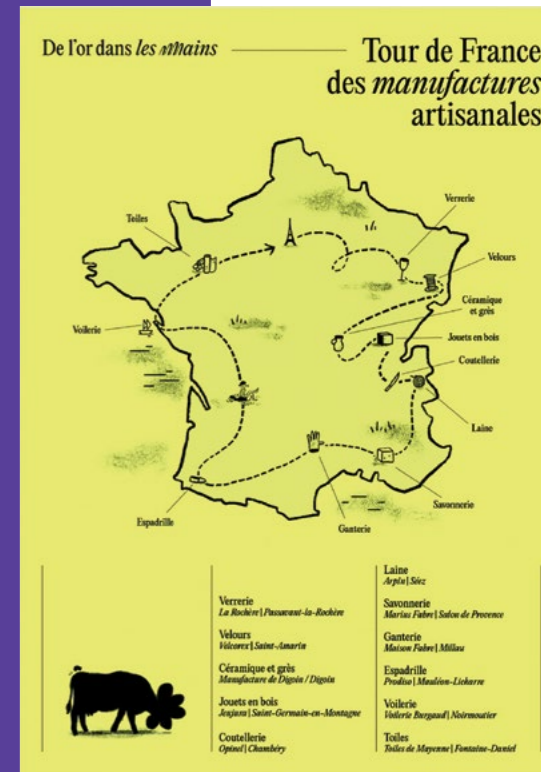 De l'or dans les mains
Tour de France
des manufactures
artisanales
Toiles
Verrerie
Velours
Céramique
et grès
Voilerie
Jouets en bois
Coutellerie
Laine
Savonnerie
Espadrille
Ganterie
Verrerie
La Rochère | Passavant-la-Rochère
Velours
Velcorex | Saint-Amarin
Céramique et grès
Manufacture de Digoin / Digoin
Jouets en bois
Jeujura | Saint-Germain-en-Montagne
Coutellerie
Opinel | Chambéry
Laine
Arpin | Séez
Savonnerie
Marius Fabre | Salon de Provence
Ganterie
Maison Fabre | Millau
Espadrille
Prodiso | Mauléon-Licharre
Voilerie
Voilerie Burgaud | Noirmoutier
Toiles
Toiles de Mayenne | Fontaine-Daniel